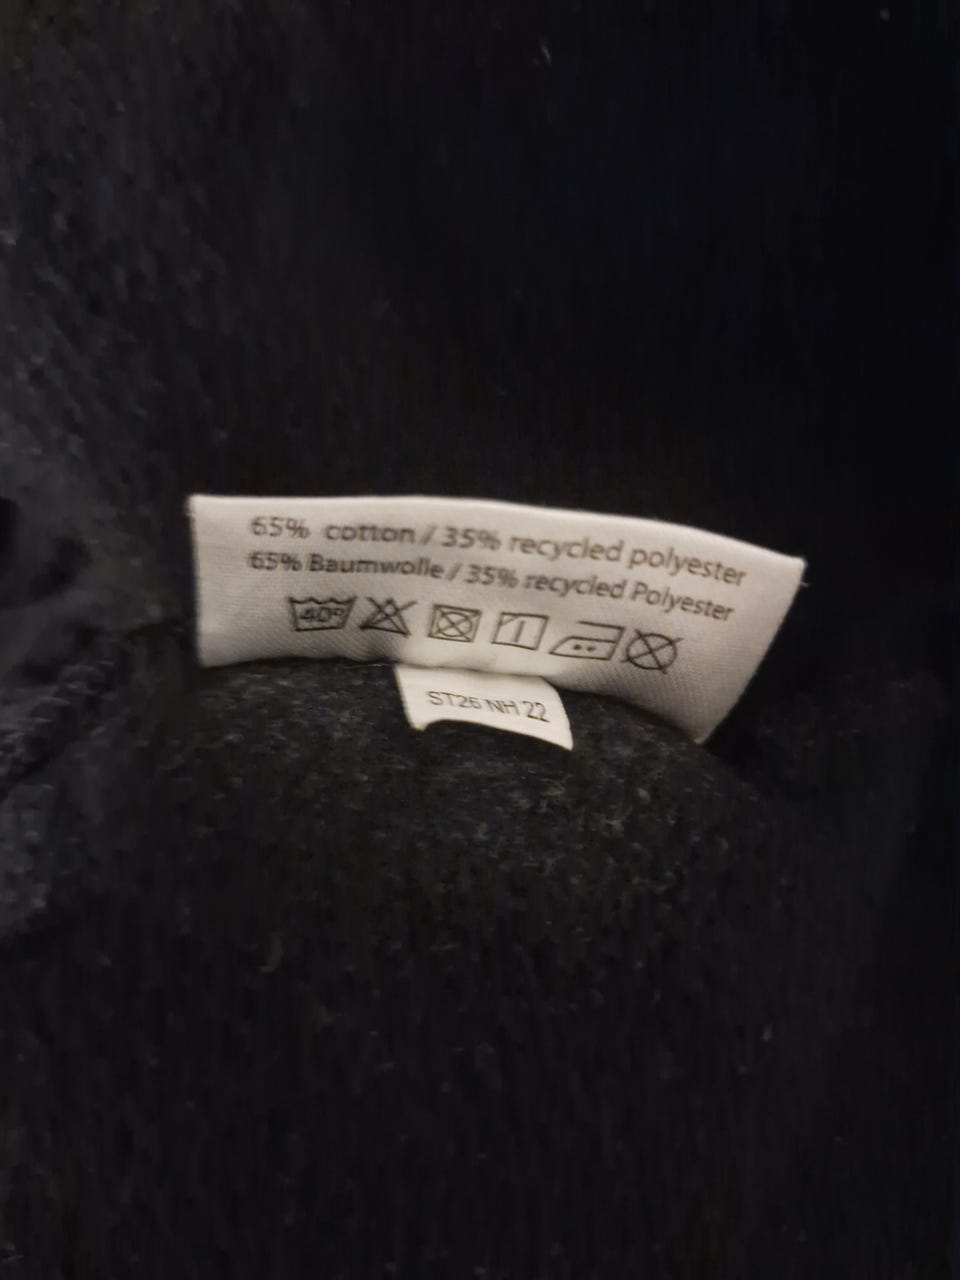 65% cotton / 35% recycled polyester
65% Baumwolle / 35% recycled Polyester
40°
ST26 NH 22